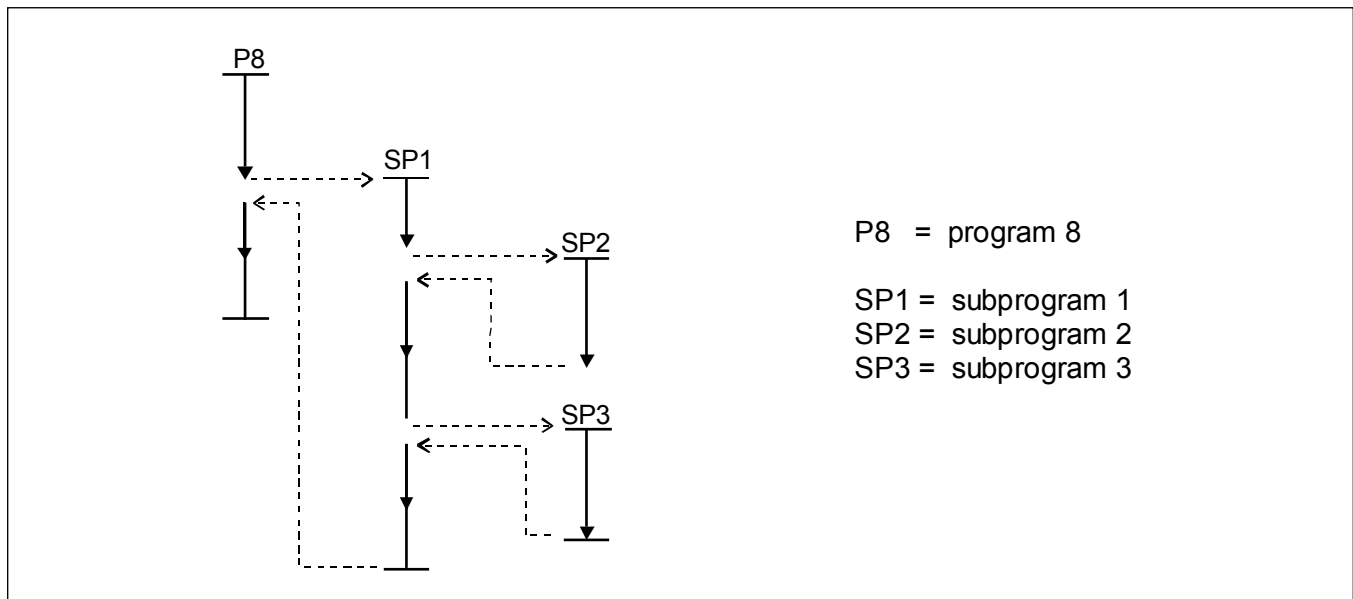 P8
SP1
SP2
SP3
P8 = program 8
SP1 = subprogram 1
SP2 = subprogram 2
SP3 = subprogram 3